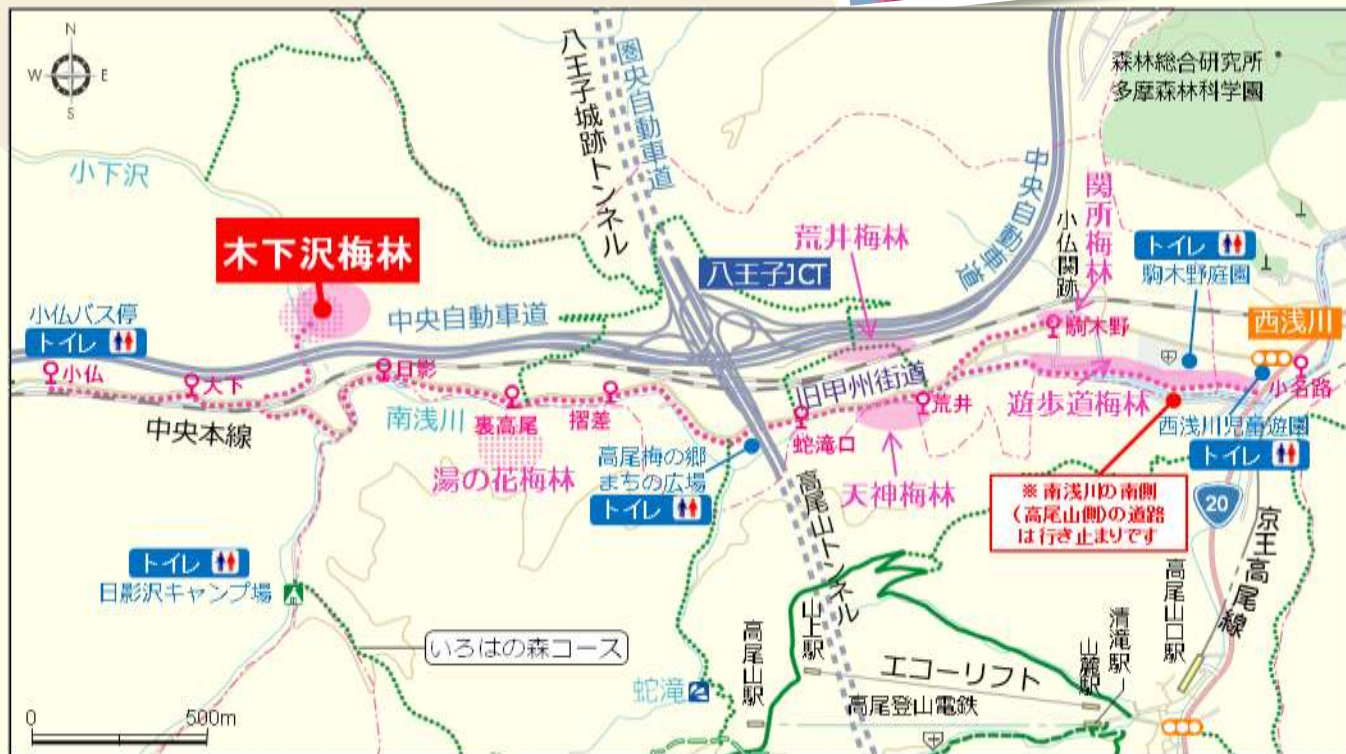 N
W E
S
小下沢
木下沢梅林
小仏バス停
トイレ
小仏
大下
中央本線
日影
中央自動車道
南浅川
裏高尾
摺差
湯の花梅林
八王子城跡トンネル
圏央自動車道
八王子JCT
荒井梅林
中央自動車道
森林総合研究所
多摩森林科学園
関所梅林
小仏関跡
トイレ
駒木野庭園
駒木野
西浅川
小名路
旧甲州街道
荒井
遊歩道梅林
西浅川児童遊園
トイレ
蛇滝口
天神梅林
高尾梅の郷
まちの広場
トイレ
※南浅川の南側
(高尾山側)の道路
は行き止まりです
20
京王高尾線
高尾山口駅
高尾山トンネル
トイレ
日影沢キャンプ場
いろはの森コース
蛇滝
高尾山駅
山上駅
エコーリフト
山麓駅
清滝駅
高尾登山電鉄
0 500m